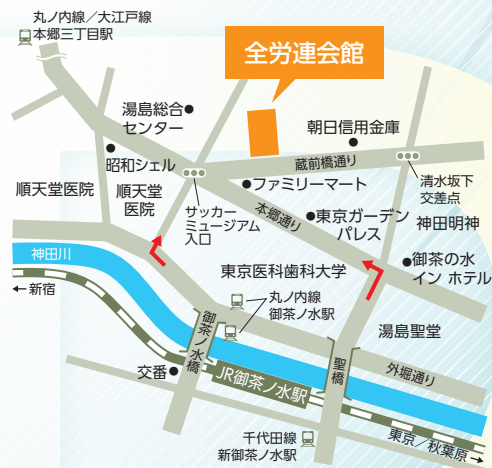 丸ノ内線／大江戸線
本郷三丁目駅
全労連会館
湯島総合●
センター
朝日信用金庫
昭和シェル
蔵前橋通り
順天堂医院
順天堂
医院
●ファミリーマート
清水坂下
交差点
サッカー
ミュージアム
入口
本郷通り
●東京ガーデン
パレス
神田明神
神田川
東京医科歯科大学
●御茶の水
イン ホテル
←新宿
丸ノ内線
御茶ノ水駅
御茶ノ水橋
湯島聖堂
聖橋
外堀通り
交番●
JR御茶ノ水駅
千代田線
新御茶ノ水駅
東京／秋葉原→